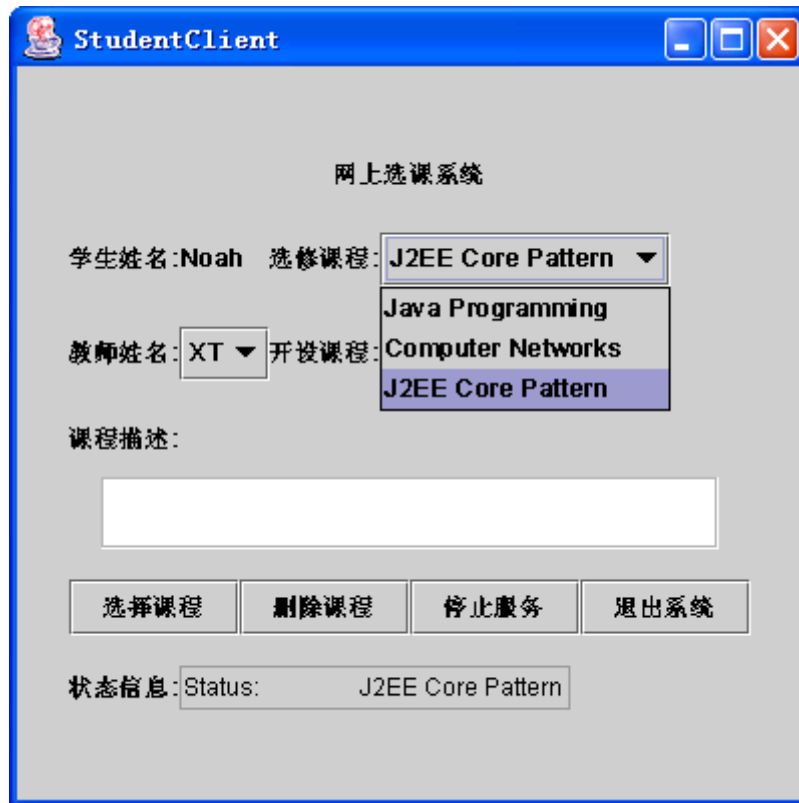 StudentClient
网上选课系统
学生姓名:Noah 选修课程: J2EE Core Pattern
Java Programming
教师姓名: XT 开设课程: Computer Networks
J2EE Core Pattern
课程描述:
选择课程 删除课程 停止服务 退出系统
状态信息: Status: J2EE Core Pattern